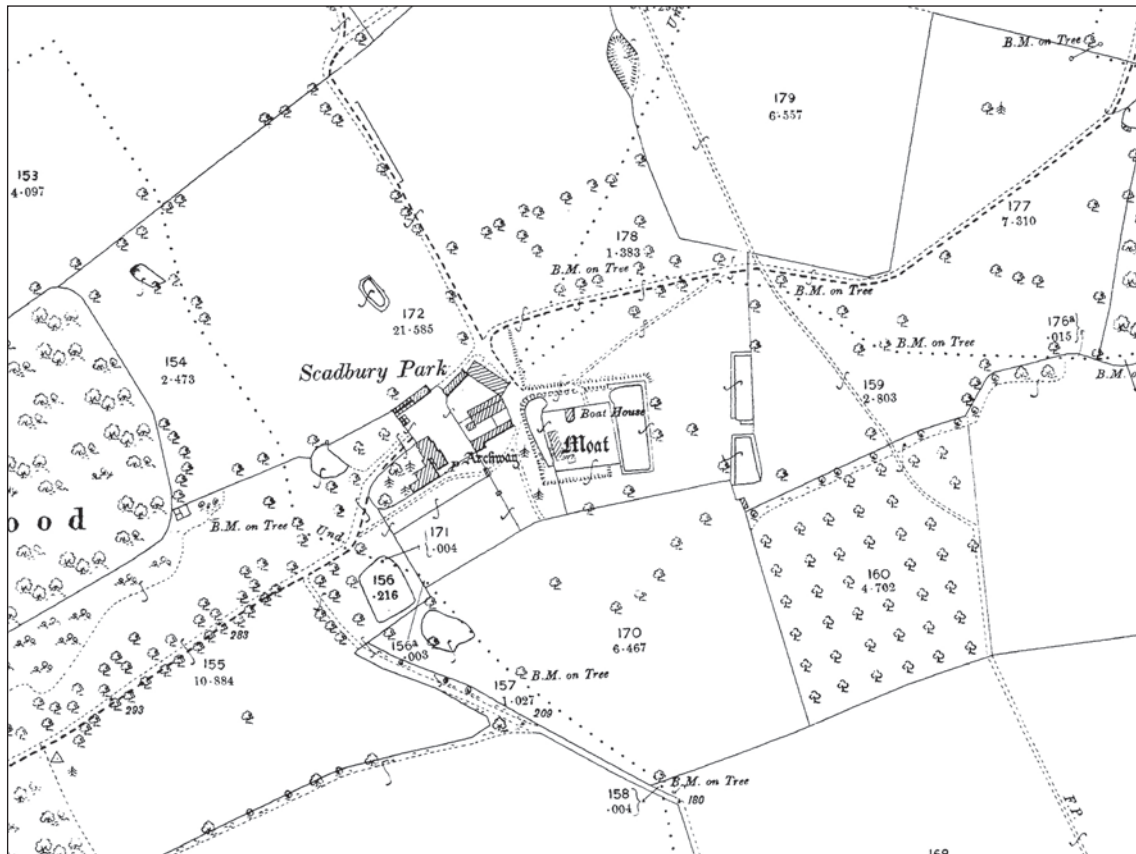 B.M. on Tree
179
6·557
153
4·097
177
7·310
178
1·383
B.M. on Tree
B.M. on Tree
172
21·585
176a
·015
B.M. on Tree
154
2·473
Scadbury Park
159
2·803
Boat House
Moat
Archway
ood
B.M. on Tree
Und.
171
·004
156
·216
160
4·702
283
156a
·003
170
6·467
155
10·884
B.M. on Tree
157
1·027
293
209
B.M. on Tree
158
·004
180
F.P.
168